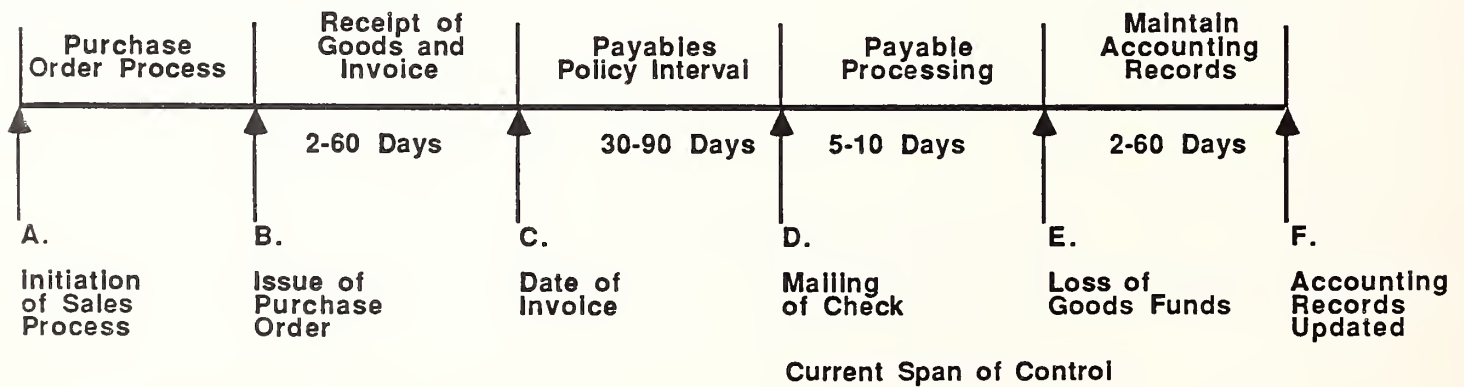 Purchase
Order Process
Receipt of
Goods and
Invoice
Payables
Policy Interval
Payable
Processing
Maintain
Accounting
Records
2-60 Days
30-90 Days
5-10 Days
2-60 Days
A.
Initiation
of Sales
Process
B.
Issue of
Purchase
Order
C.
Date of
Invoice
D.
Mailing
of Check
E.
Loss of
Goods Funds
F.
Accounting
Records
Updated
Current Span of Control